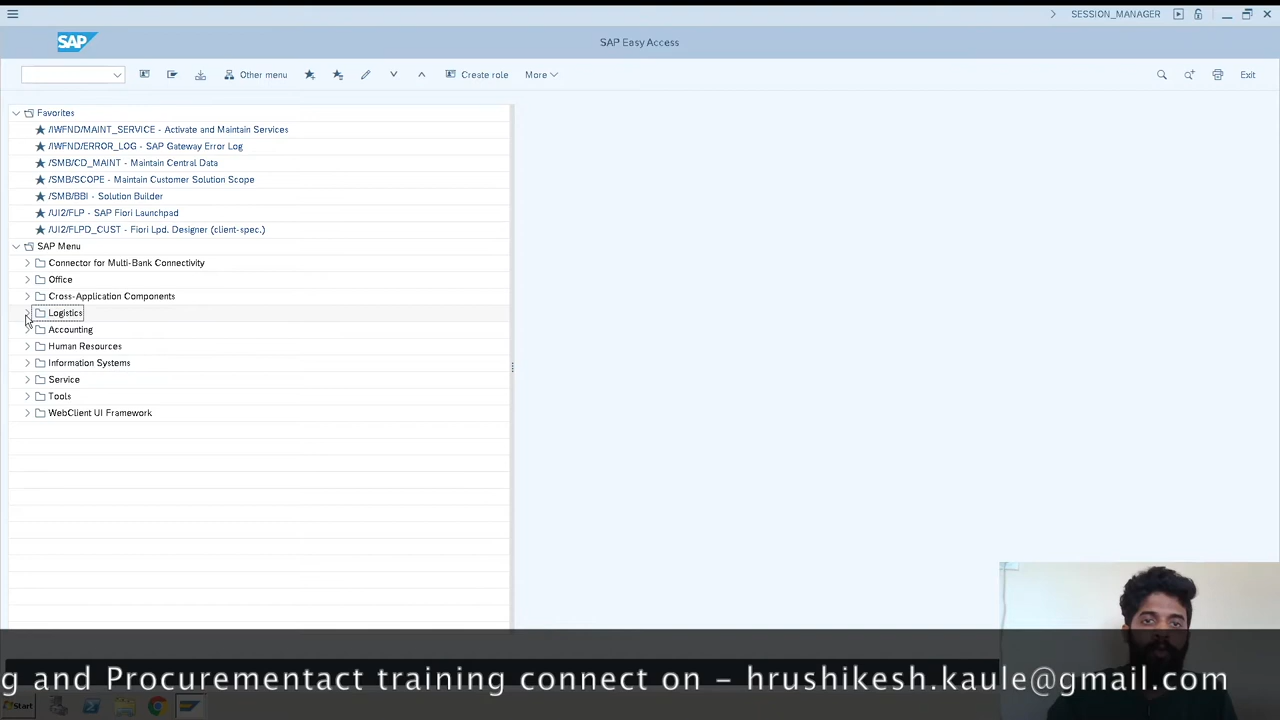 SESSION_MANAGER
SAP
SAP Easy Access
Other menu
Create role
More
Exit
Favorites
/IWFND/MAINT_SERVICE - Activate and Maintain Services
/IWFND/ERROR_LOG - SAP Gateway Error Log
/SMB/CD_MAINT - Maintain Central Data
/SMB/SCOPE - Maintain Customer Solution Scope
/SMB/BBI - Solution Builder
/UI2/FLP - SAP Fiori Launchpad
/UI2/FLPD_CUST - Fiori Lpd. Designer (client-spec.)
SAP Menu
Connector for Multi-Bank Connectivity
Office
Cross-Application Components
Logistics
Accounting
Human Resources
Information Systems
Service
Tools
WebClient UI Framework
g and Procurementact training connect on - hrushikesh.kaule@gmail.com
Start